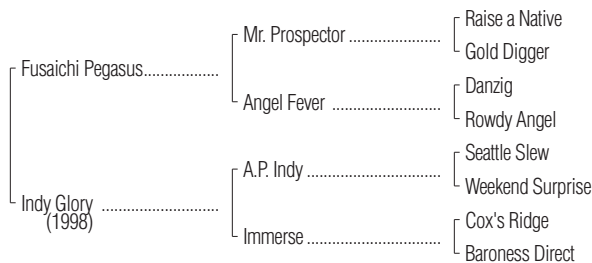 Raise a Native
Mr. Prospector ........................
Gold Digger
Fusaichi Pegasus...................
Danzig
Angel Fever ............................
Rowdy Angel
Seattle Slew
A.P. Indy ...................................
Weekend Surprise
Indy Glory ..............................
(1998)
Cox's Ridge
Immerse...................................
Baroness Direct